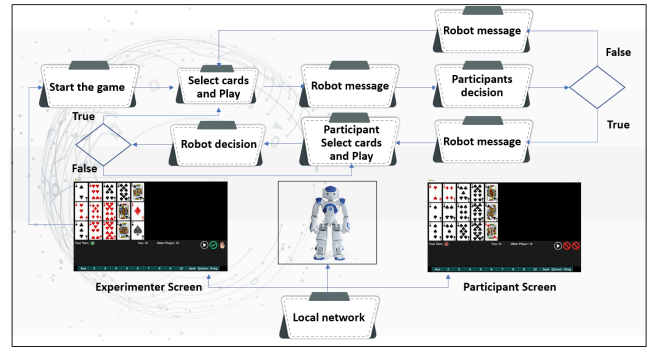 Robot message
False
Start the game
Select cards
and Play
Robot message
Participants
decision
True
True
Robot decision
Participant
Select cards
and Play
Robot message
False
Experimenter Screen
Participant Screen
Local network